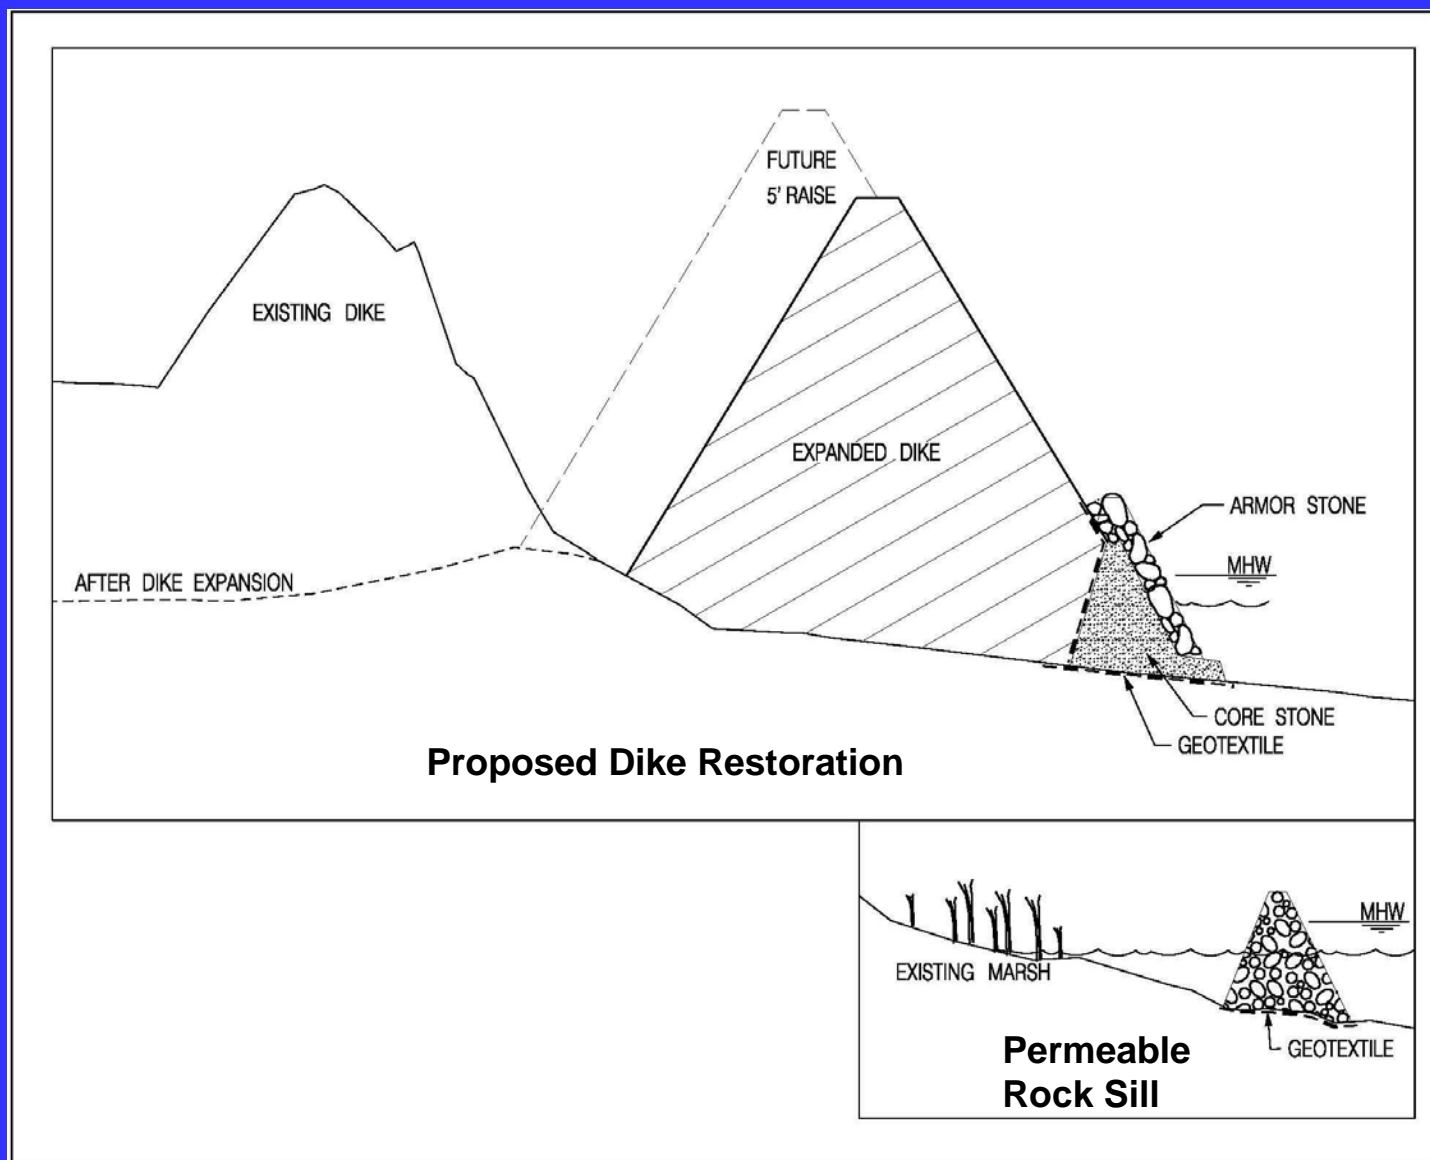 FUTURE
5' RAISE
EXISTING DIKE
EXPANDED DIKE
ARMOR STONE
MHW
AFTER DIKE EXPANSION
CORE STONE
GEOTEXTILE
Proposed Dike Restoration
MHW
EXISTING MARSH
GEOTEXTILE
Permeable
Rock Sill